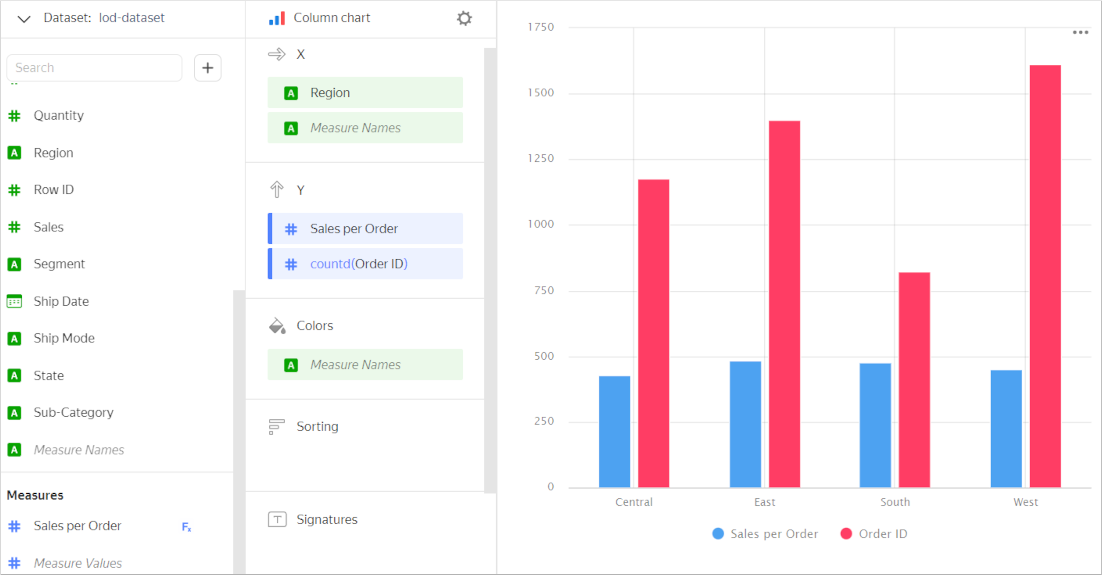 Dataset: lod-dataset
Search
+
# Quantity
A Region
# Row ID
# Sales
A Segment
Ship Date
A Ship Mode
A State
A Sub-Category
A Measure Names
Measures
# Sales per Order Fx
# Measure Values
Column chart
X
A Region
A Measure Names
Y
# Sales per Order
# countd(Order ID)
Colors
A Measure Names
Sorting
T Signatures
1750
1500
1250
1000
750
500
250
0
Central East South West
Sales per Order Order ID